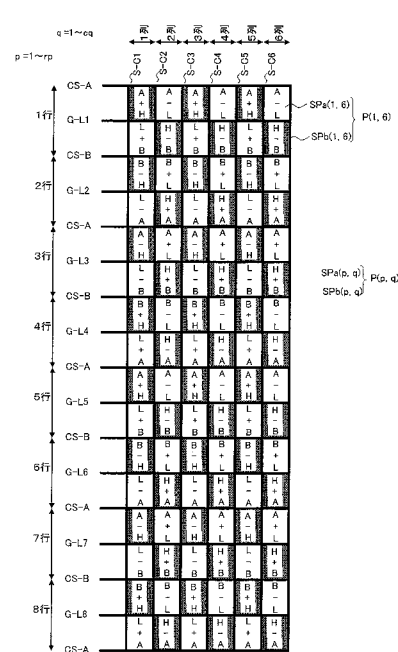 q=1~cq
1列 2列 3列 4列 5列 6列
p=1~rp
S-C1 S-C2 S-C3 S-C4 S-C5 S-C6
CS-A
A A A A A A
+ - + - + -
H L H L H L
SPa(1, 6)
P(1, 6)
1行
G-L1
L H L H L H
+ - + - + -
B B B B B B
SPb(1, 6)
CS-B
B B B B B B
- + - + - +
H L H L H L
2行
G-L2
L H L H L H
- + - + - +
A A A A A A
CS-A
A A A A A A
- + - + - +
H L H L H L
3行
G-L3
L H L H L H
- + - + - +
B B B B B B
SPa(p, q)
SPb(p, q)
P(p, q)
CS-B
B B B B B B
+ - + - + -
H L H L H L
4行
G-L4
L H L H L H
+ - + - + -
A A A A A A
CS-A
A A A A A A
+ - + - + -
H L H L H L
5行
G-L5
L H L H L H
+ - + - + -
B B B B B B
CS-B
B B B B B B
- + - + - +
H L H L H L
6行
G-L6
L H L H L H
- + - + - +
A A A A A A
CS-A
A A A A A A
- + - + - +
H L H L H L
7行
G-L7
L H L H L H
- + - + - +
B B B B B B
CS-B
B B B B B B
+ - + - + -
H L H L H L
8行
G-L8
L H L H L H
+ - + - + -
A A A A A A
CS-A